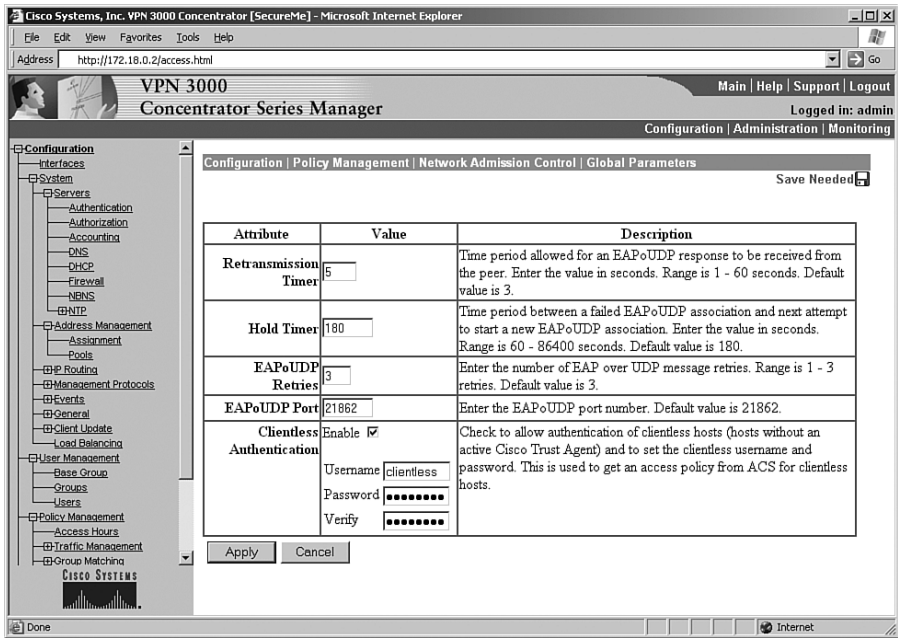 Cisco Systems, Inc. VPN 3000 Concentrator [SecureMe] - Microsoft Internet Explorer
File Edit View Favorites Tools Help
Address http://172.18.0.2/access.html Go
VPN 3000
Concentrator Series Manager
Main | Help | Support | Logout
Logged in: admin
Configuration | Administration | Monitoring
Configuration
Interfaces
System
Servers
Authentication
Authorization
Accounting
DNS
DHCP
Firewall
NBNS
NTP
Address Management
Assignment
Pools
IP Routing
Management Protocols
Events
General
Client Update
Load Balancing
User Management
Base Group
Groups
Users
Policy Management
Access Hours
Traffic Management
Group Matching
CISCO SYSTEMS
Configuration | Policy Management | Network Admission Control | Global Parameters
Save Needed
Attribute Value Description
Retransmission
Timer
5
Time period allowed for an EAPoUDP response to be received from
the peer. Enter the value in seconds. Range is 1 - 60 seconds. Default
value is 3.
Hold Timer
180
Time period between a failed EAPoUDP association and next attempt
to start a new EAPoUDP association. Enter the value in seconds.
Range is 60 - 86400 seconds. Default value is 180.
EAPoUDP
Retries
3
Enter the number of EAP over UDP message retries. Range is 1 - 3
retries. Default value is 3.
EAPoUDP Port
21862
Enter the EAPoUDP port number. Default value is 21862.
Clientless
Authentication
Enable
Username clientless
Password ●●●●●●●●
Verify ●●●●●●●●
Check to allow authentication of clientless hosts (hosts without an
active Cisco Trust Agent) and to set the clientless username and
password. This is used to get an access policy from ACS for clientless
hosts.
Apply Cancel
Done
Internet